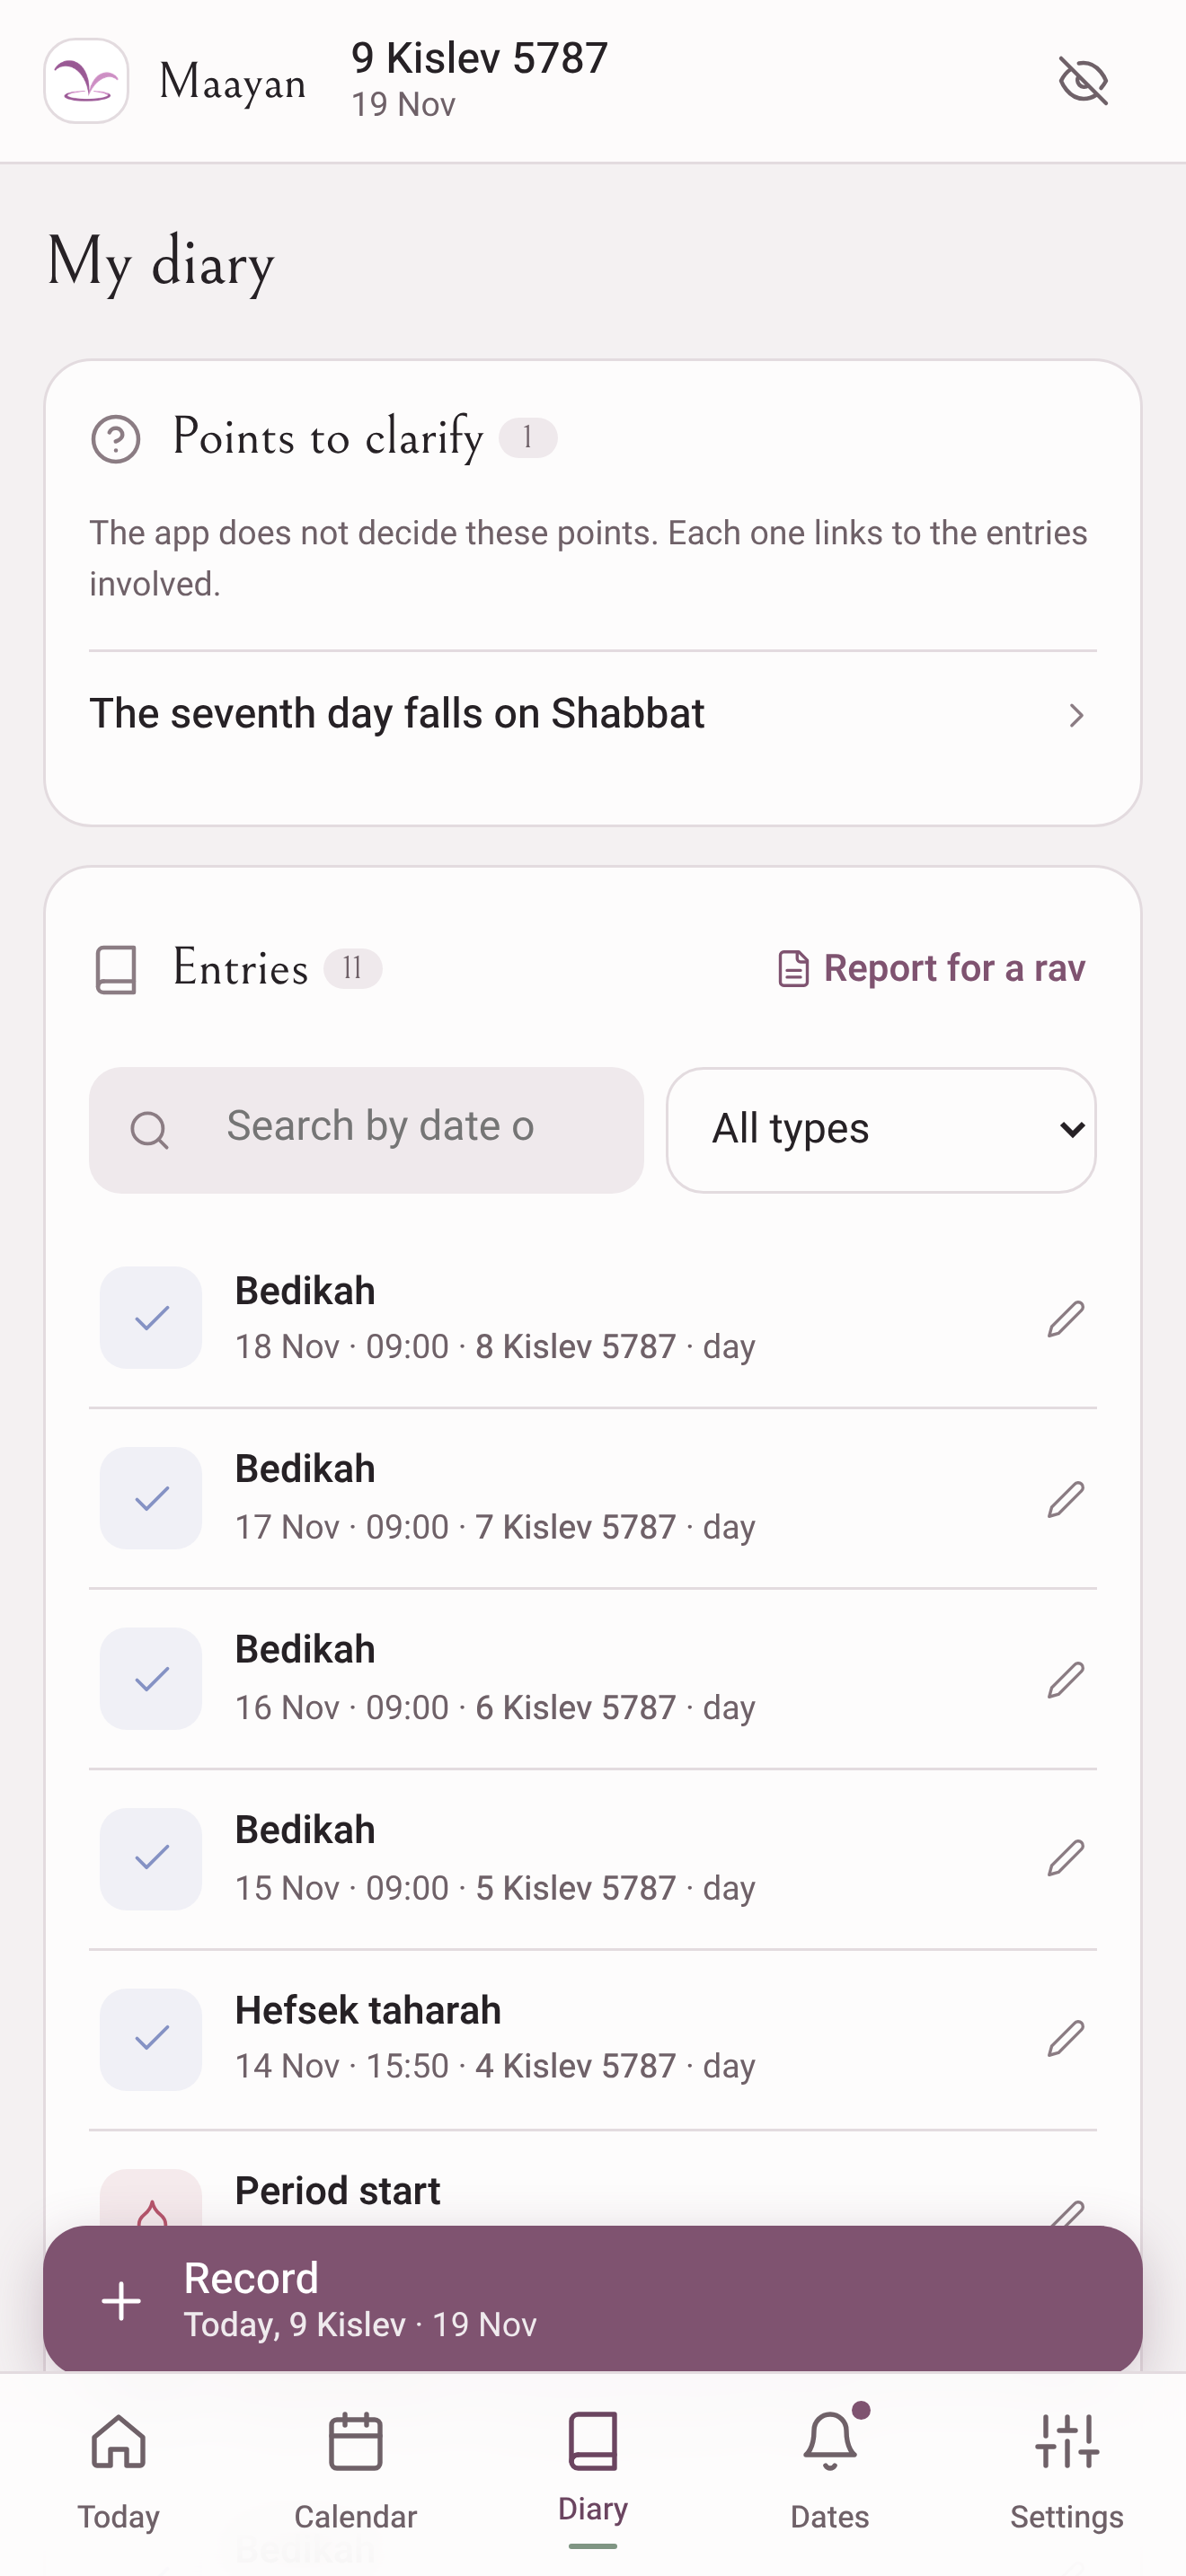 Maayan
9 Kislev 5787
19 Nov
My diary
Points to clarify 1
The app does not decide these points. Each one links to the entries
involved.
The seventh day falls on Shabbat
Entries 11
Report for a rav
Search by date o
All types
Bedikah
18 Nov · 09:00 · 8 Kislev 5787 · day
Bedikah
17 Nov · 09:00 · 7 Kislev 5787 · day
Bedikah
16 Nov · 09:00 · 6 Kislev 5787 · day
Bedikah
15 Nov · 09:00 · 5 Kislev 5787 · day
Hefsek taharah
14 Nov · 15:50 · 4 Kislev 5787 · day
Period start
Record
Today, 9 Kislev · 19 Nov
Today
Calendar
Diary
Dates
Settings
Bedikah